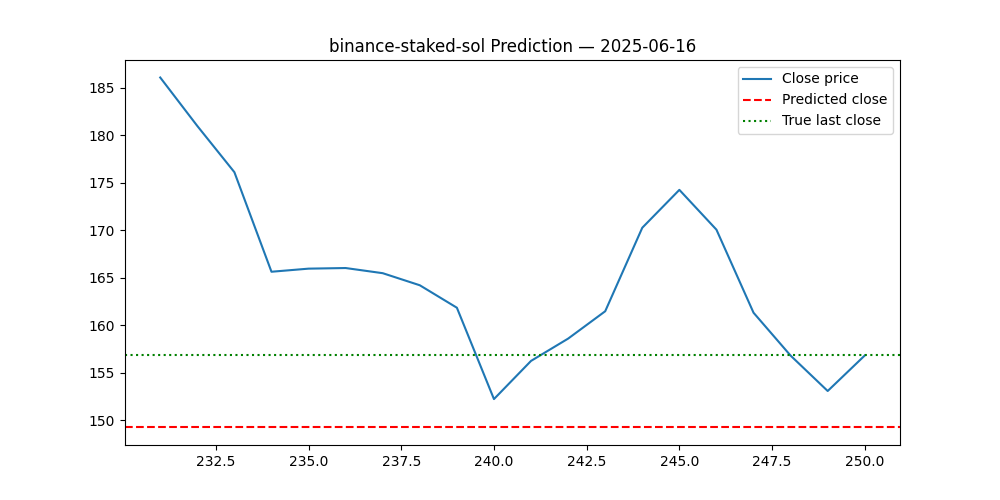 binance-staked-sol Prediction — 2025-06-16
Close price
Predicted close
True last close
185
180
175
170
165
160
155
150
232.5 235.0 237.5 240.0 242.5 245.0 247.5 250.0